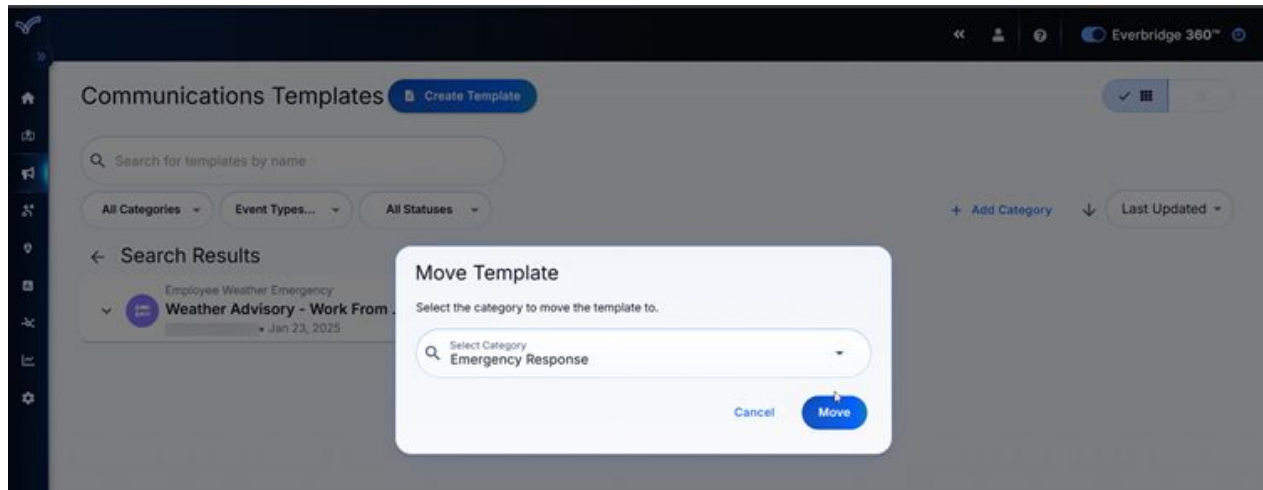 Everbridge 360™
Communications Templates
Create Template
Search for templates by name
All Categories
Event Types...
All Statuses
+ Add Category
Last Updated
Search Results
Employee Weather Emergency
Weather Advisory - Work From .
• Jan 23, 2025
Move Template
Select the category to move the template to.
Select Category
Emergency Response
Cancel
Move